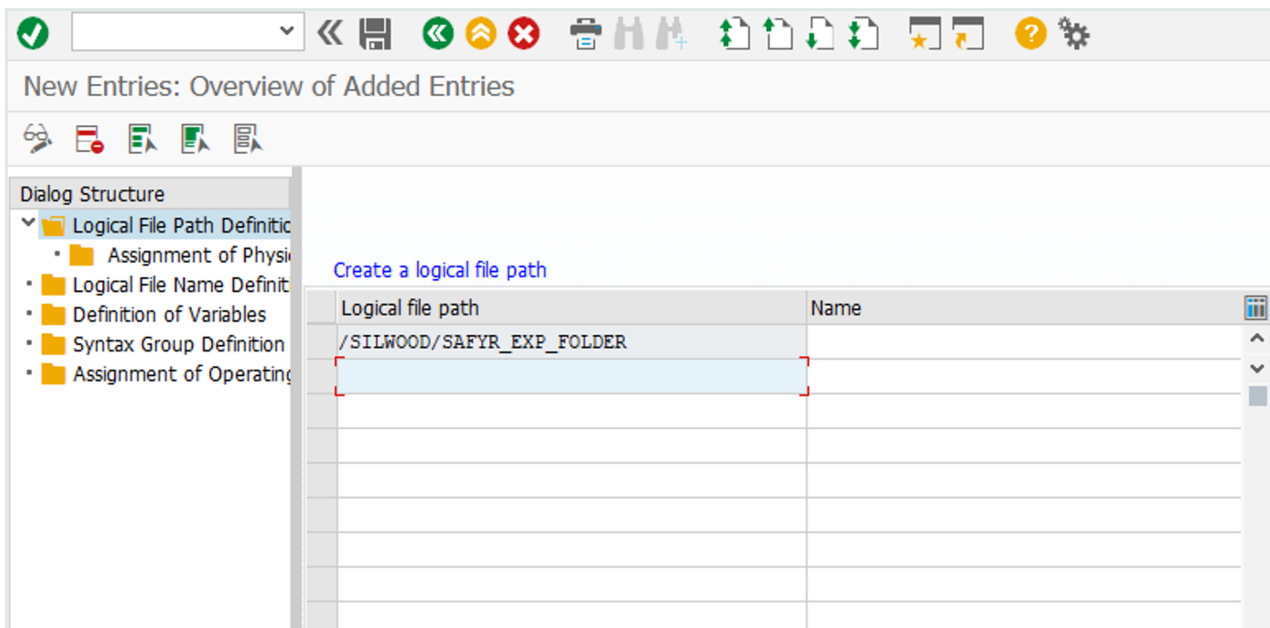 New Entries: Overview of Added Entries
Dialog Structure
Logical File Path Definitic
Assignment of Physi
Logical File Name Definit
Definition of Variables
Syntax Group Definition
Assignment of Operating
Create a logical file path
Logical file path Name
/SILWOOD/SAFYR_EXP_FOLDER